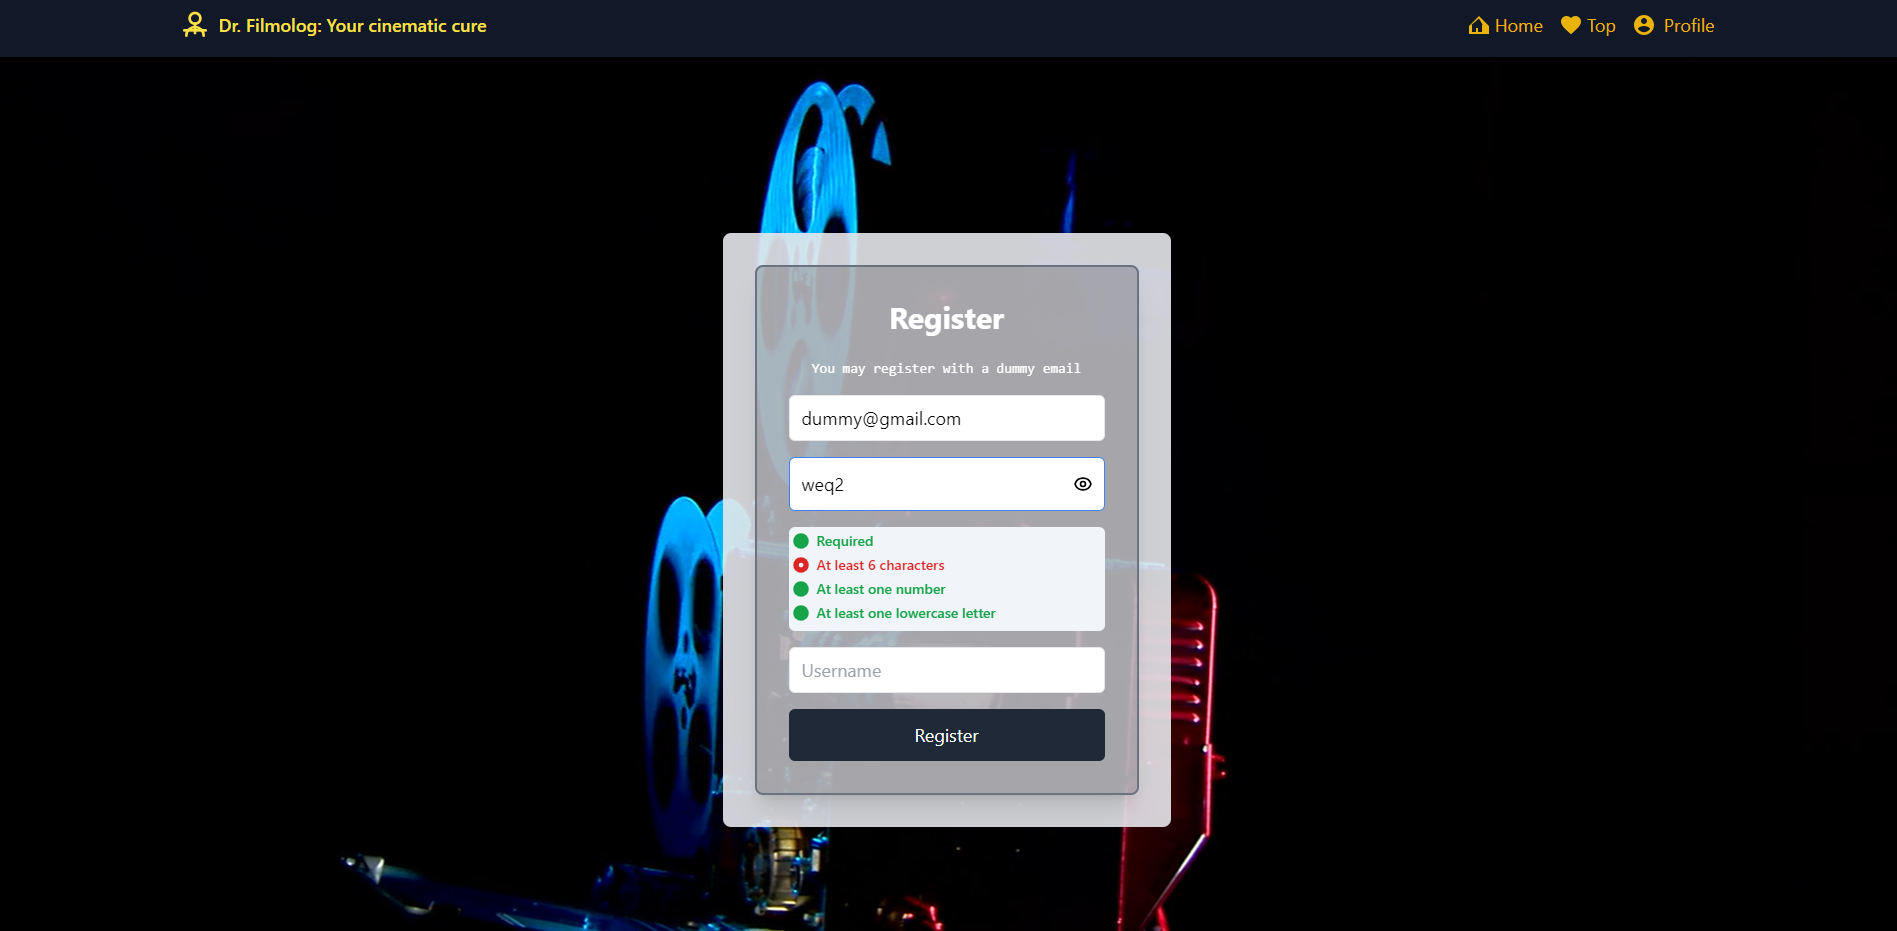 Dr. Filmolog: Your cinematic cure
Home
Top
Profile
Register
You may register with a dummy email
dummy@gmail.com
weq2
Required
At least 6 characters
At least one number
At least one lowercase letter
Username
Register